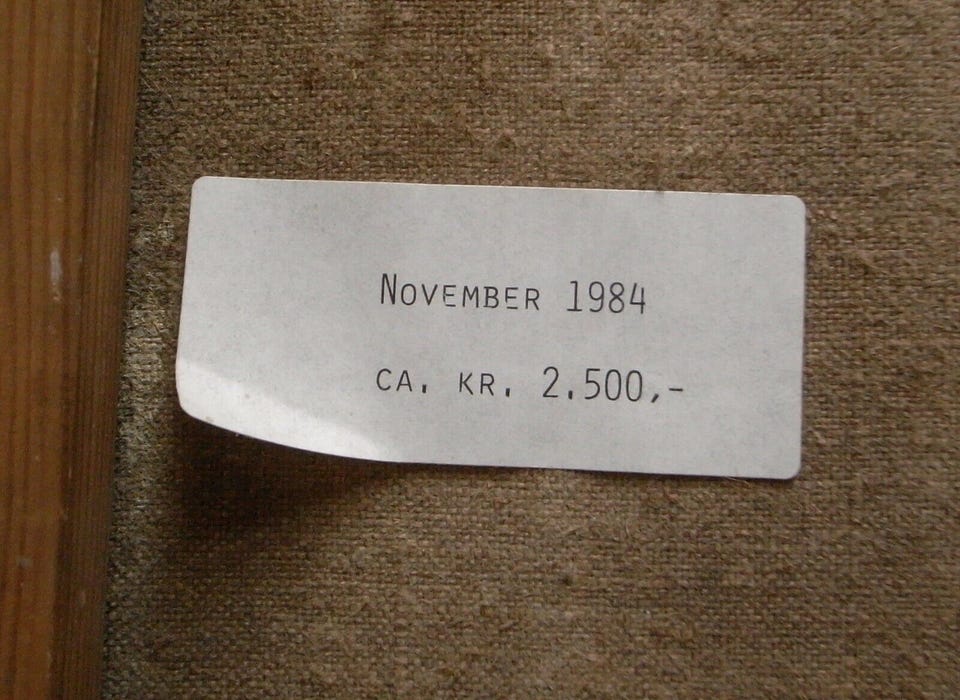 November 1984
ca. kr. 2.500,-